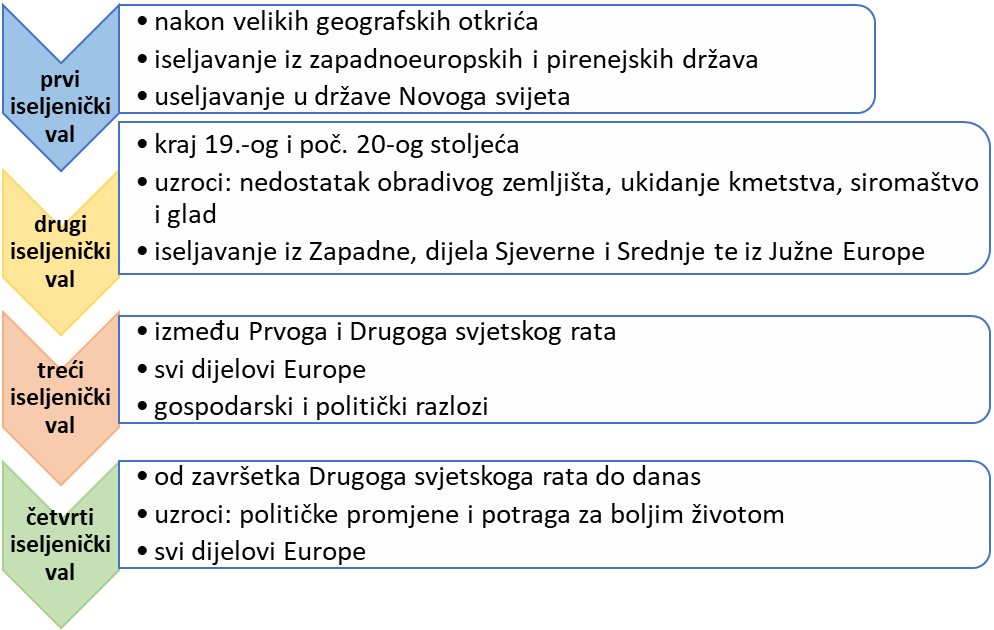 prvi
iseljenički
val
• nakon velikih geografskih otkrića
• iseljavanje iz zapadnoeuropskih i pirenejskih država
• useljavanje u države Novoga svijeta
drugi
iseljenički
val
• kraj 19.-og i poč. 20-og stoljeća
• uzroci: nedostatak obradivog zemljišta, ukidanje kmetstva, siromaštvo
i glad
• iseljavanje iz Zapadne, dijela Sjeverne i Srednje te iz Južne Europe
treći
iseljenički
val
• između Prvoga i Drugoga svjetskog rata
• svi dijelovi Europe
• gospodarski i politički razlozi
četvrti
iseljenički
val
• od završetka Drugoga svjetskoga rata do danas
• uzroci: političke promjene i potraga za boljim životom
• svi dijelovi Europe